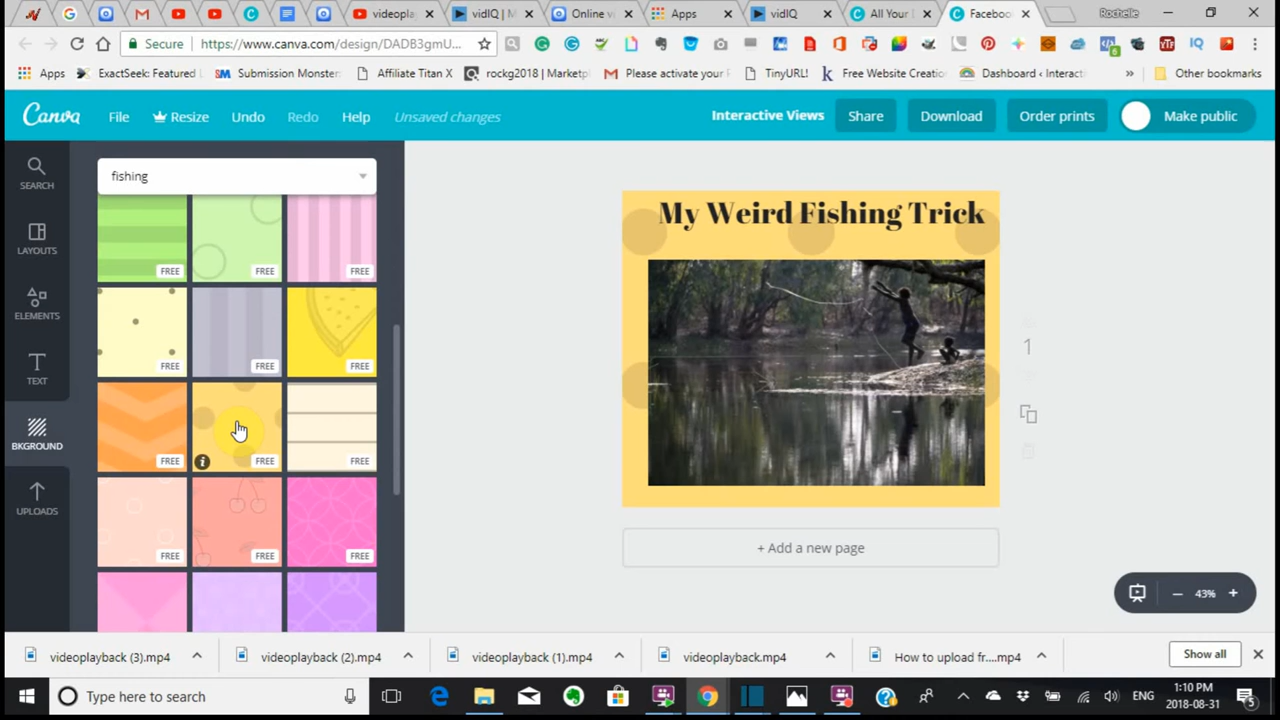 videopla
vidIQ | M
Online v
Apps
vidIQ
All Your
Faceboo
Rochelle
Secure
https://www.canva.com/design/DADB3gmU...
Apps
ExactSeek: Featured
Submission Monster
Affiliate Titan X
rockg2018 | Marketpl
Please activate your
TinyURL!
Free Website Creatio
Dashboard ‹ Interact
Other bookmarks
Canva
File
Resize
Undo
Redo
Help
Unsaved changes
Interactive Views
Share
Download
Order prints
Make public
SEARCH
LAYOUTS
ELEMENTS
TEXT
BKGROUND
UPLOADS
fishing
FREE FREE FREE
FREE FREE FREE
FREE FREE FREE
FREE FREE FREE
My Weird Fishing Trick
1
+ Add a new page
43%
videoplayback (3).mp4
videoplayback (2).mp4
videoplayback (1).mp4
videoplayback.mp4
How to upload fr....mp4
Show all
Type here to search
ENG
1:10 PM
2018-08-31